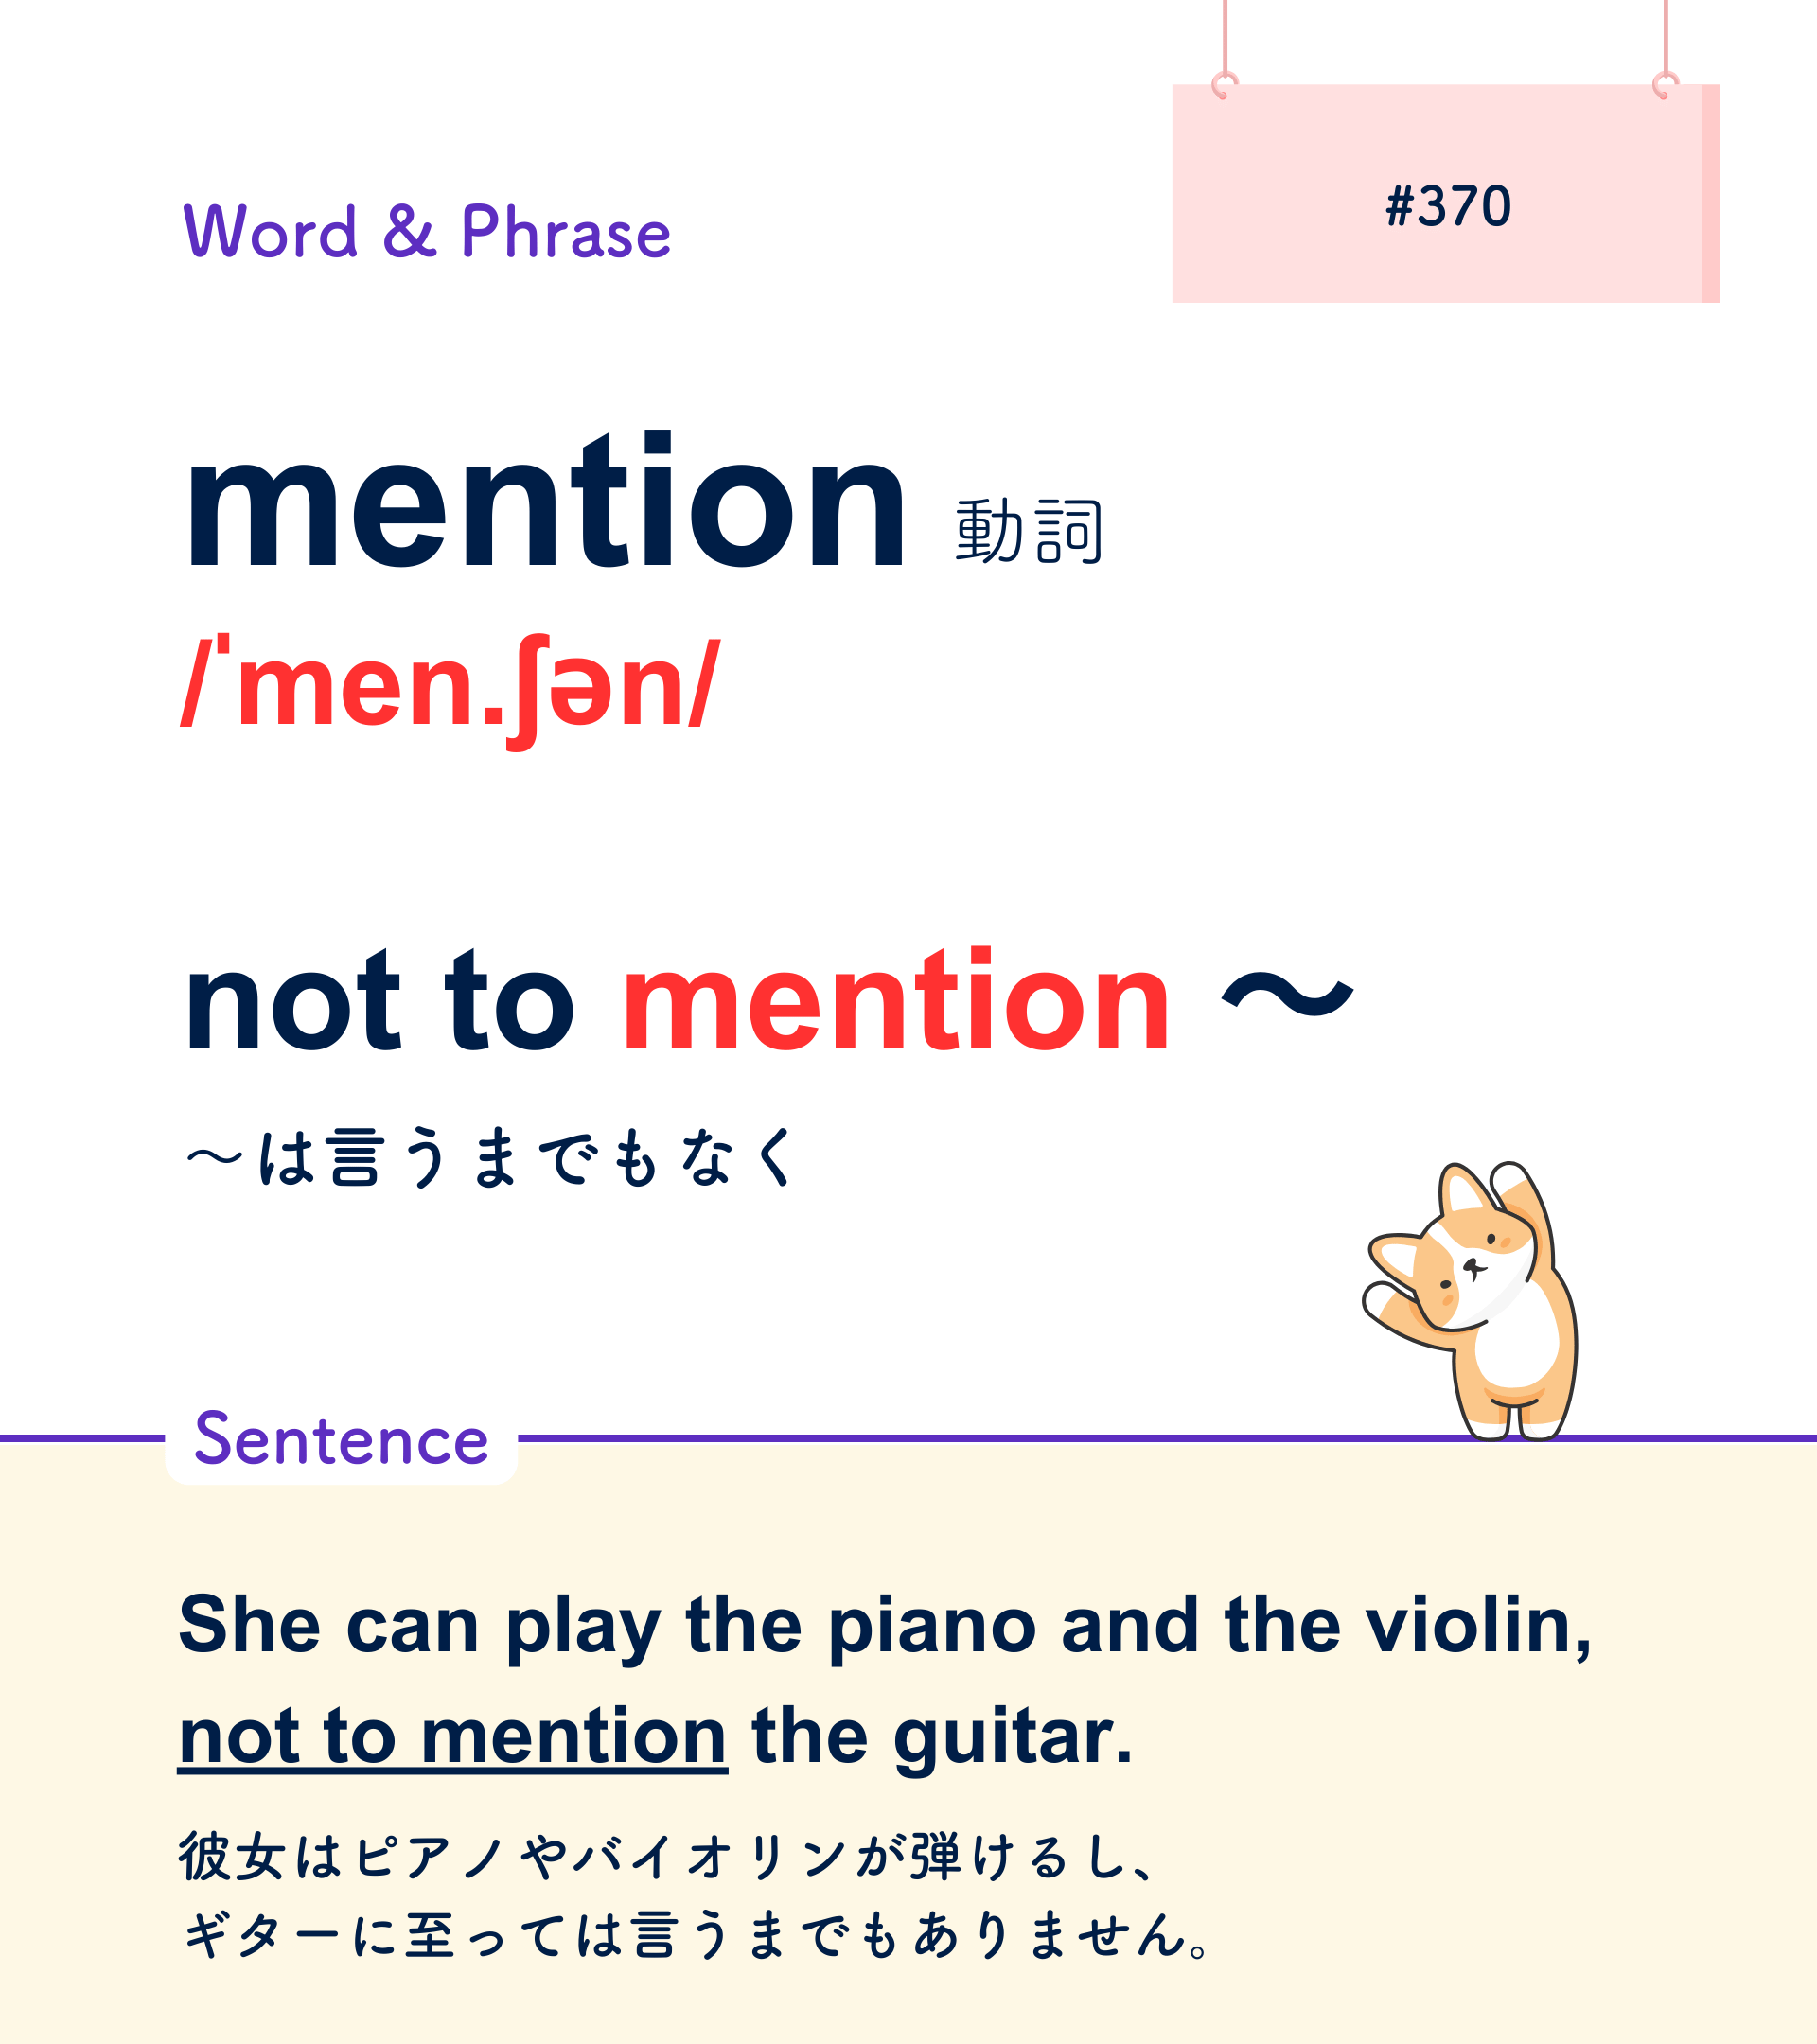 #370
Word & Phrase
mention 動詞
/ˈmen.ʃən/
not to mention 〜
〜は言うまでもなく
Sentence
She can play the piano and the violin,
not to mention the guitar.
彼女はピアノやバイオリンが弾けるし、
ギターに至っては言うまでもありません。